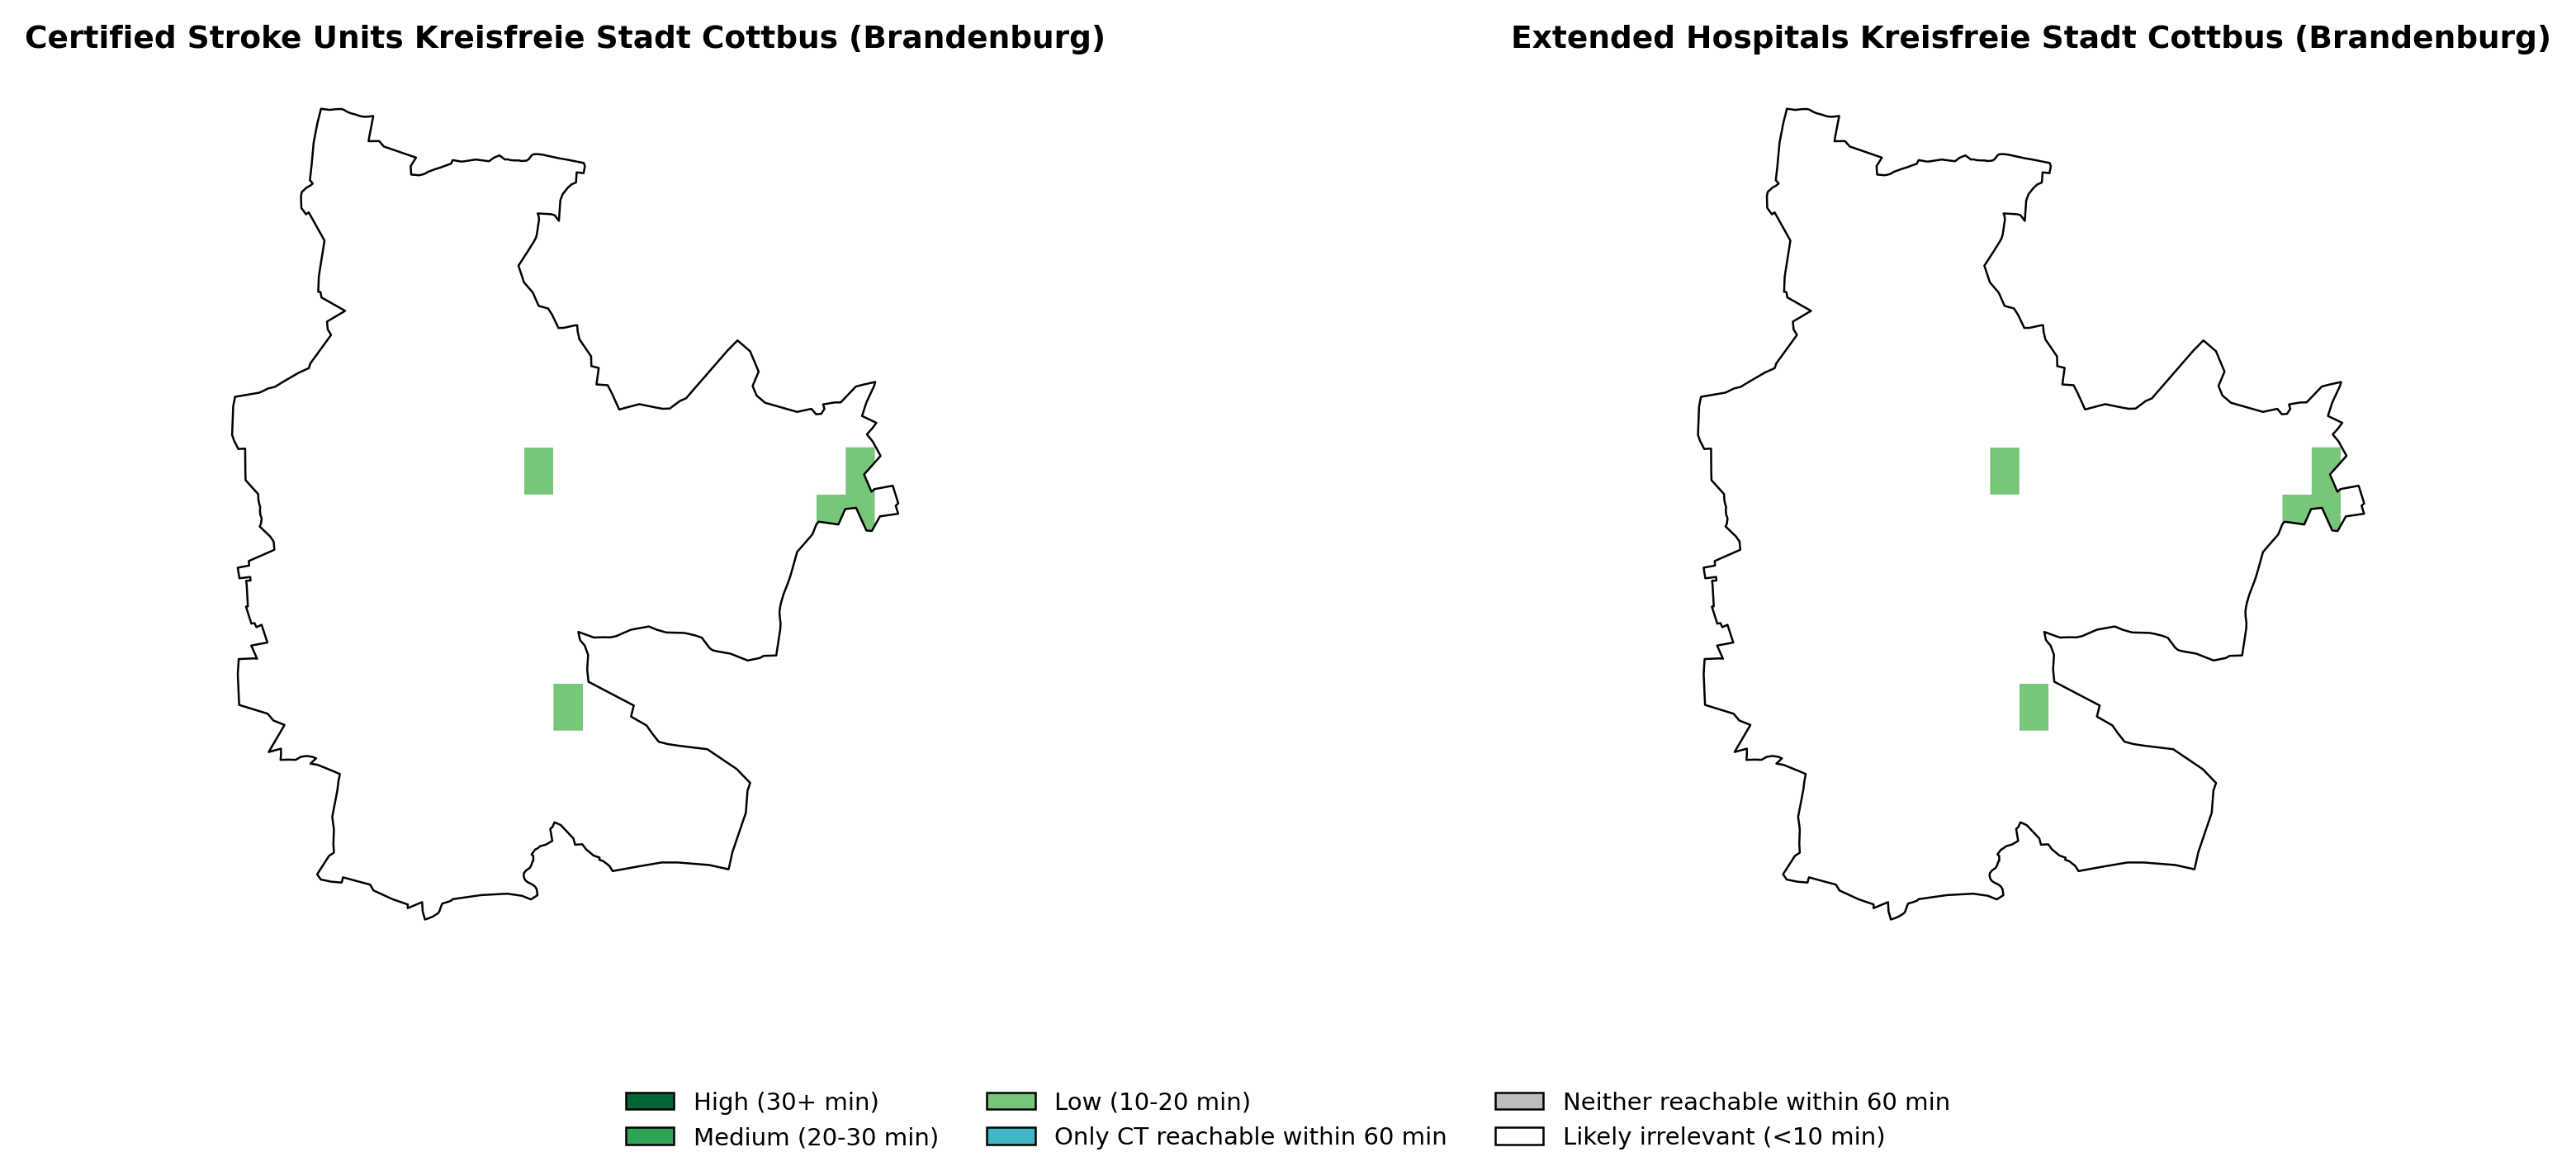 Certified Stroke Units Kreisfreie Stadt Cottbus (Brandenburg)
Extended Hospitals Kreisfreie Stadt Cottbus (Brandenburg)
High (30+ min)
Medium (20-30 min)
Low (10-20 min)
Only CT reachable within 60 min
Neither reachable within 60 min
Likely irrelevant (<10 min)